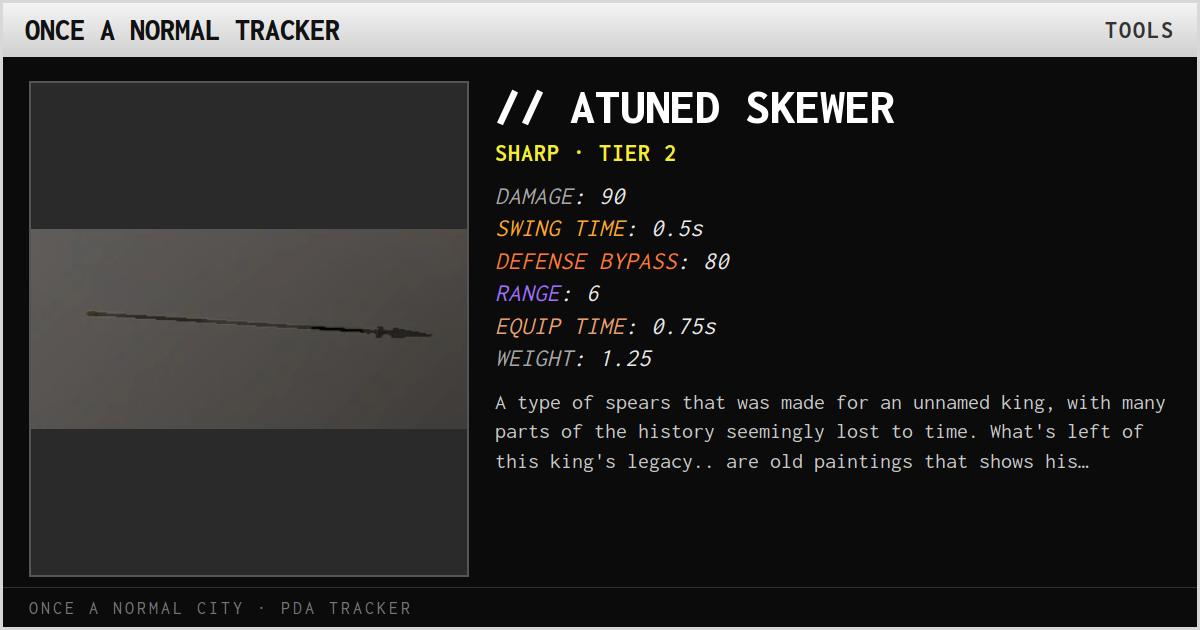 ONCE A NORMAL TRACKER
TOOLS
// ATUNED SKEWER
SHARP · TIER 2
DAMAGE: 90
SWING TIME: 0.5s
DEFENSE BYPASS: 80
RANGE: 6
EQUIP TIME: 0.75s
WEIGHT: 1.25
A type of spears that was made for an unnamed king, with many
parts of the history seemingly lost to time. What's left of
this king's legacy.. are old paintings that shows his…
ONCE A NORMAL CITY · PDA TRACKER